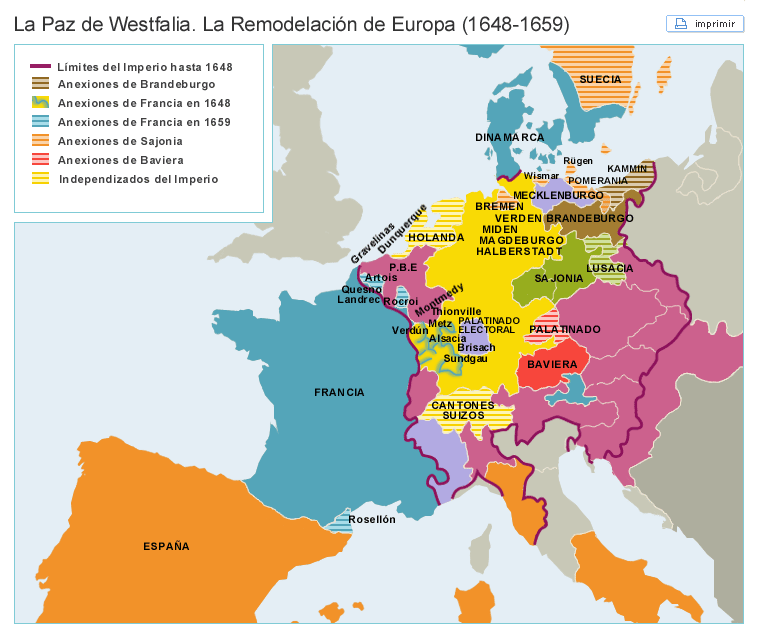 La Paz de Westfalia. La Remodelación de Europa (1648-1659)
imprimir
Límites del Imperio hasta 1648
Anexiones de Brandeburgo
Anexiones de Francia en 1648
Anexiones de Francia en 1659
Anexiones de Sajonia
Anexiones de Baviera
Independizados del Imperio
SUECIA
DINAMARCA
Rügen
KAMMIN
Wismar
POMERANIA
MECKLENBURGO
BREMEN
VERDEN
BRANDEBURGO
MIDEN
MAGDEBURGO
HALBERSTADT
Gravelinas
Dunquerque
HOLANDA
P.B.E
Artois
SAJONIA
LUSACIA
Quesno
Landrec
Rocroi
Montmedy
Thionville
PALATINADO
ELECTORAL
Metz
Verdún
PALATINADO
Alsacia
Brisach
Sundgau
BAVIERA
FRANCIA
CANTONES
SUIZOS
Rosellón
ESPAÑA